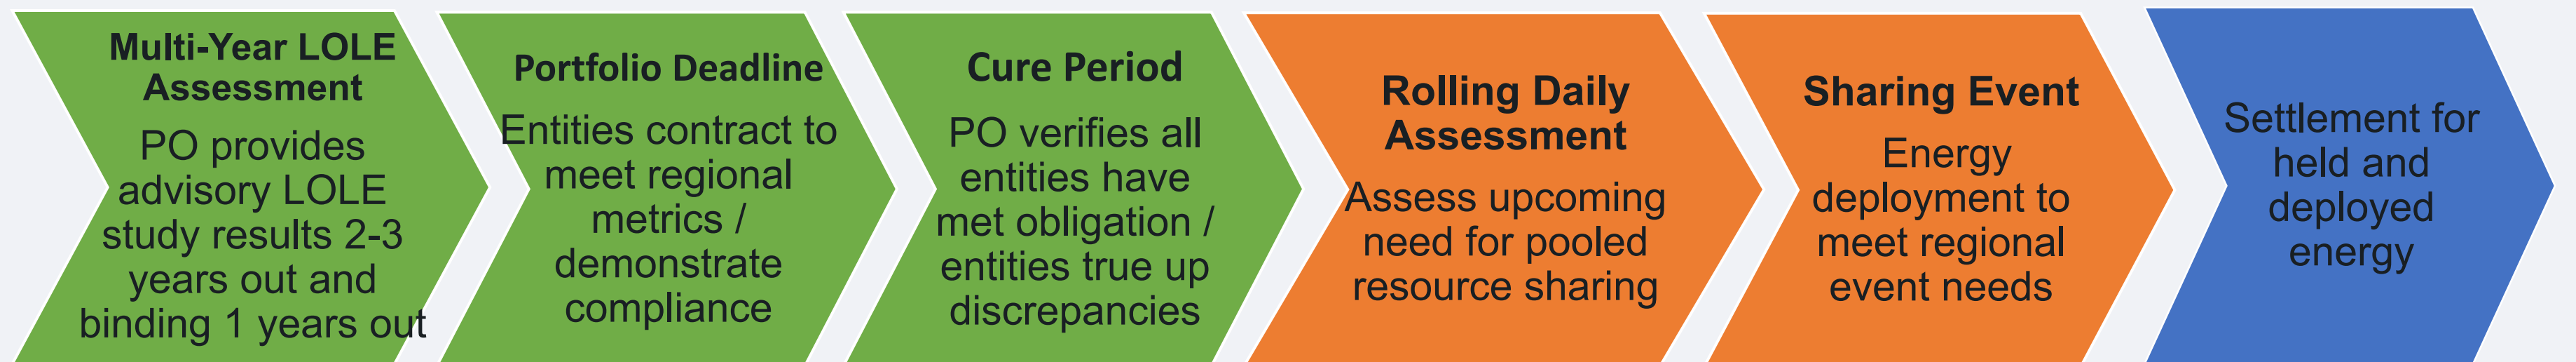 Multi-Year LOLE
Assessment
PO provides
advisory LOLE
study results 2-3
years out and
binding 1 years out
Portfolio Deadline
Entities contract to
meet regional
metrics /
demonstrate
compliance
Cure Period
PO verifies all
entities have
met obligation /
entities true up
discrepancies
Rolling Daily
Assessment
Assess upcoming
need for pooled
resource sharing
Sharing Event
Energy
deployment to
meet regional
event needs
Settlement for
held and
deployed
energy